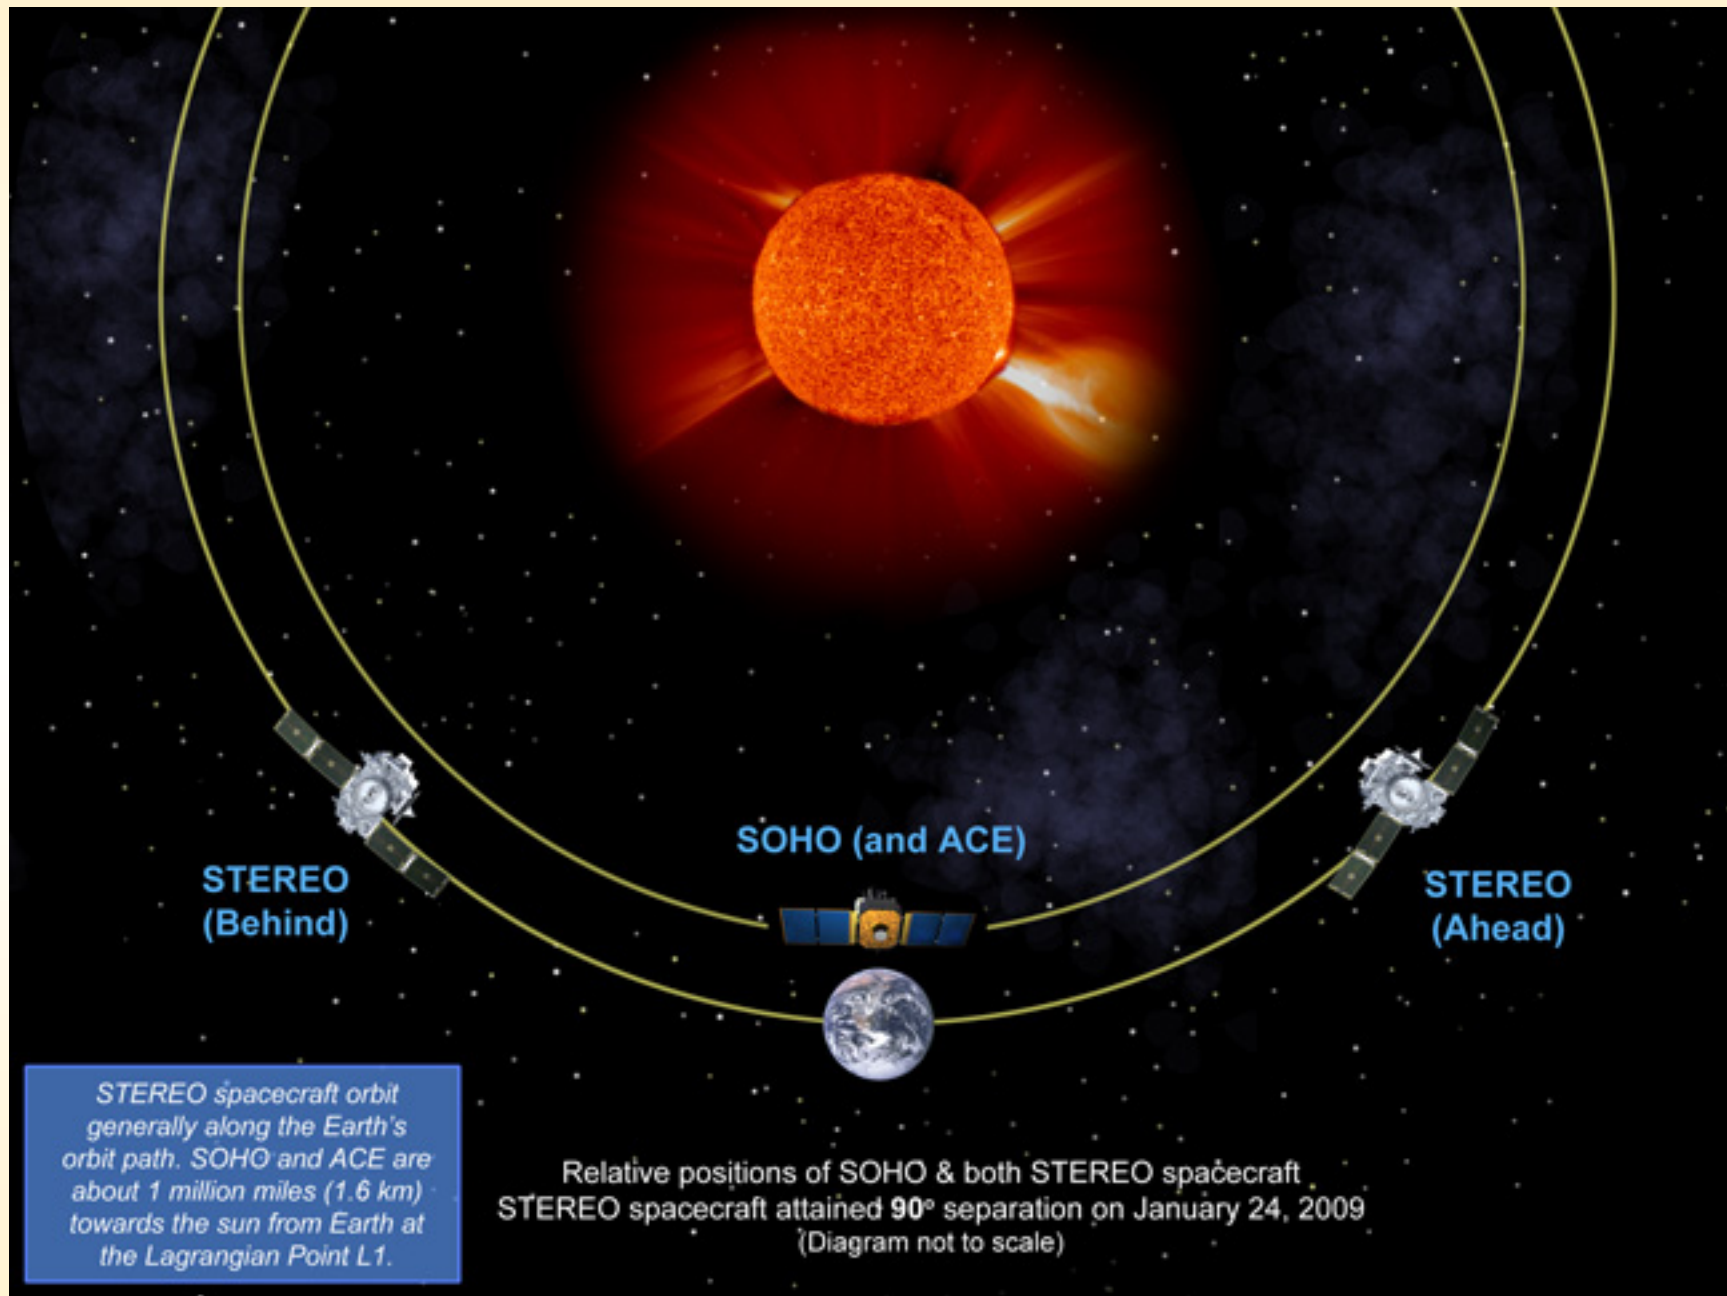 SOHO (and ACE)
STEREO
(Behind)
STEREO
(Ahead)
STEREO spacecraft orbit
generally along the Earth's
orbit path. SOHO and ACE are
about 1 million miles (1.6 km)
towards the sun from Earth at
the Lagrangian Point L1.
Relative positions of SOHO & both STEREO spacecraft
STEREO spacecraft attained 90° separation on January 24, 2009
(Diagram not to scale)